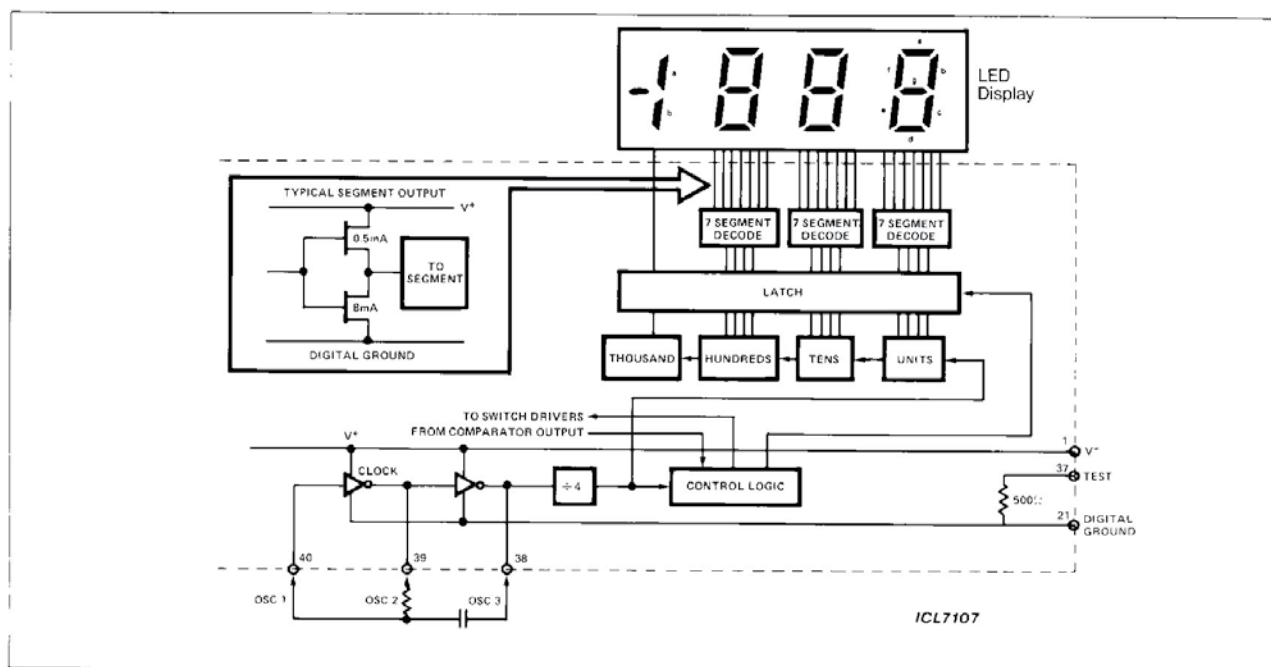 a
b
a
f
b
g
e
c
d
LED
Display
TYPICAL SEGMENT OUTPUT
V+
0.5mA
TO
SEGMENT
8mA
DIGITAL GROUND
7 SEGMENT
DECODE
7 SEGMENT
DECODE
7 SEGMENT
DECODE
LATCH
THOUSAND
HUNDREDS
TENS
UNITS
TO SWITCH DRIVERS
FROM COMPARATOR OUTPUT
V+
CLOCK
÷4
CONTROL LOGIC
1
V+
37
TEST
500Ω
21
DIGITAL
GROUND
40
39
38
OSC 1
OSC 2
OSC 3
ICL7107